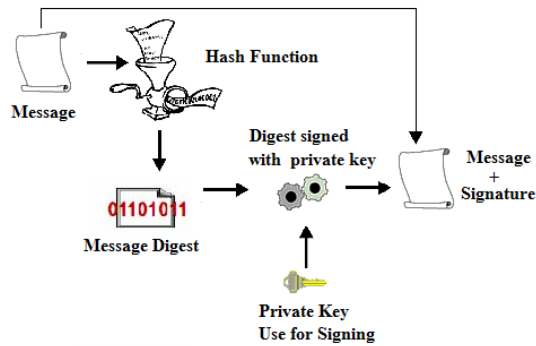 Hash Function
Message
Digest signed
with private key
Message
+
Signature
01101011
Message Digest
Private Key
Use for Signing